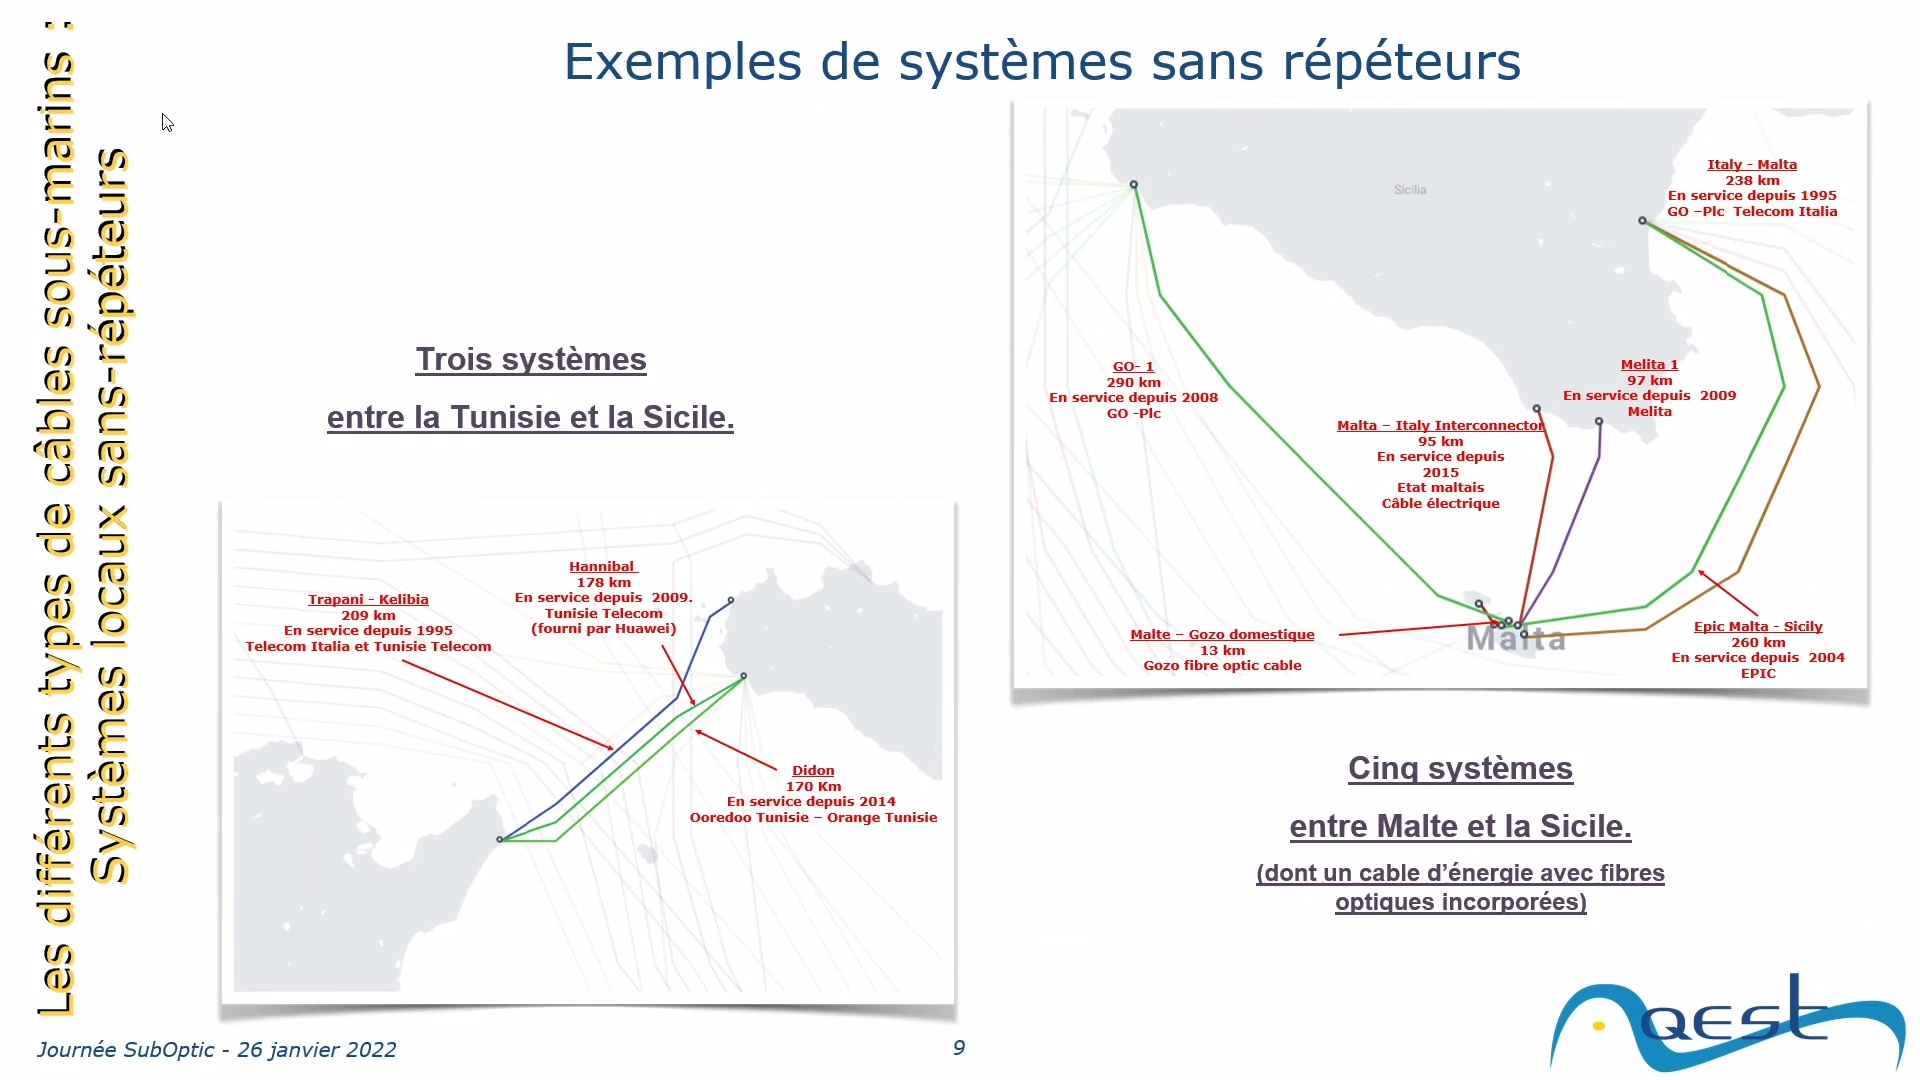 Les différents types de câbles sous-marins :
Systèmes locaux sans-répéteurs
Exemples de systèmes sans répéteurs
Trois systèmes
entre la Tunisie et la Sicile.
Trapani - Kelibia
209 km
En service depuis 1995
Telecom Italia et Tunisie Telecom
Hannibal
178 km
En service depuis 2009.
Tunisie Telecom
(fourni par Huawei)
Didon
170 Km
En service depuis 2014
Ooredoo Tunisie – Orange Tunisie
Sicilia
Italy - Malta
238 km
En service depuis 1995
GO –Plc Telecom Italia
GO- 1
290 km
En service depuis 2008
GO -Plc
Melita 1
97 km
En service depuis 2009
Melita
Malta – Italy Interconnector
95 km
En service depuis
2015
Etat maltais
Câble électrique
Malte – Gozo domestique
13 km
Gozo fibre optic cable
Malta
Epic Malta - Sicily
260 km
En service depuis 2004
EPIC
Cinq systèmes
entre Malte et la Sicile.
(dont un cable d’énergie avec fibres
optiques incorporées)
Journée SubOptic - 26 janvier 2022
9
QEST